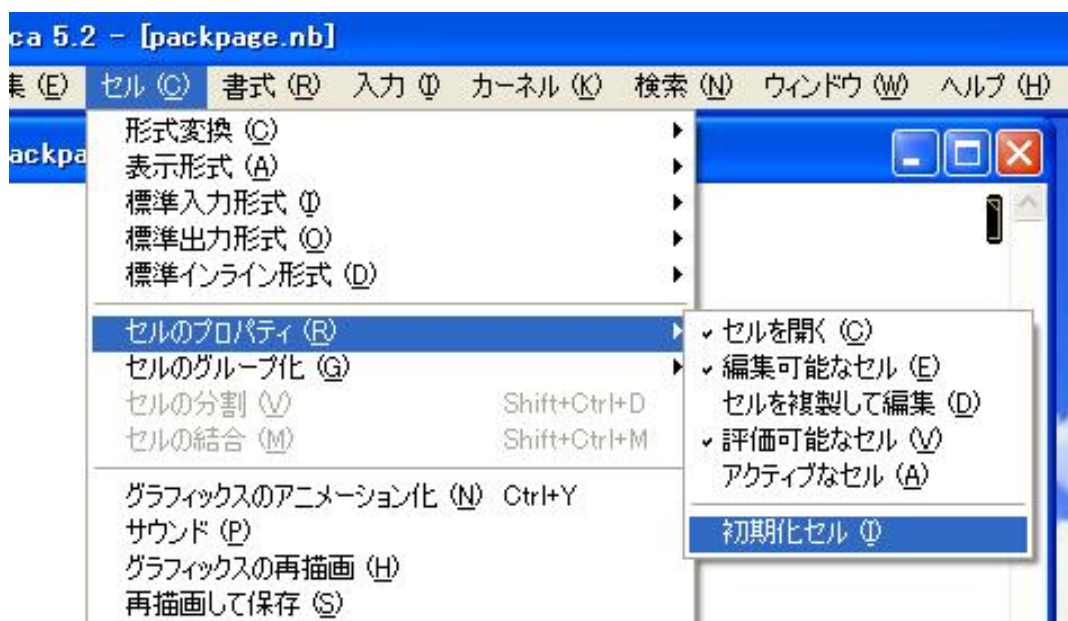 ca 5.2 - [packpage.nb]
集 (E) セル (C) 書式 (R) 入力 (I) カーネル (K) 検索 (N) ウィンドウ (W) ヘルプ (H)
ackpa
形式変換 (C)
表示形式 (A)
標準入力形式 (I)
標準出力形式 (O)
標準インライン形式 (D)
セルのプロパティ (R)
セルのグループ化 (G)
セルの分割 (V) Shift+Ctrl+D
セルの結合 (M) Shift+Ctrl+M
グラフィックスのアニメーション化 (N) Ctrl+Y
サウンド (P)
グラフィックスの再描画 (H)
再描画して保存 (S)
セルを開く (C)
編集可能なセル (E)
セルを複製して編集 (D)
評価可能なセル (V)
アクティブなセル (A)
初期化セル (I)